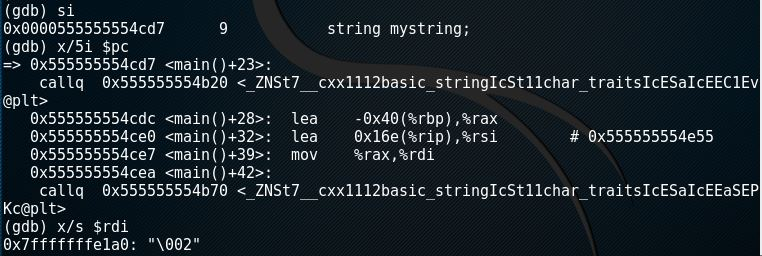 (gdb) si
0x0000555555554cd7      9           string mystring;
(gdb) x/5i $pc
=> 0x555555554cd7 <main()+23>:
    callq  0x555555554b20 <_ZNSt7__cxx1112basic_stringIcSt11char_traitsIcESaIcEEC1Ev
@plt>
   0x555555554cdc <main()+28>:  lea    -0x40(%rbp),%rax
   0x555555554ce0 <main()+32>:  lea    0x16e(%rip),%rsi        # 0x555555554e55
   0x555555554ce7 <main()+39>:  mov    %rax,%rdi
   0x555555554cea <main()+42>:
    callq  0x555555554b70 <_ZNSt7__cxx1112basic_stringIcSt11char_traitsIcESaIcEEaSEP
Kc@plt>
(gdb) x/s $rdi
0x7fffffffe1a0: "\002"